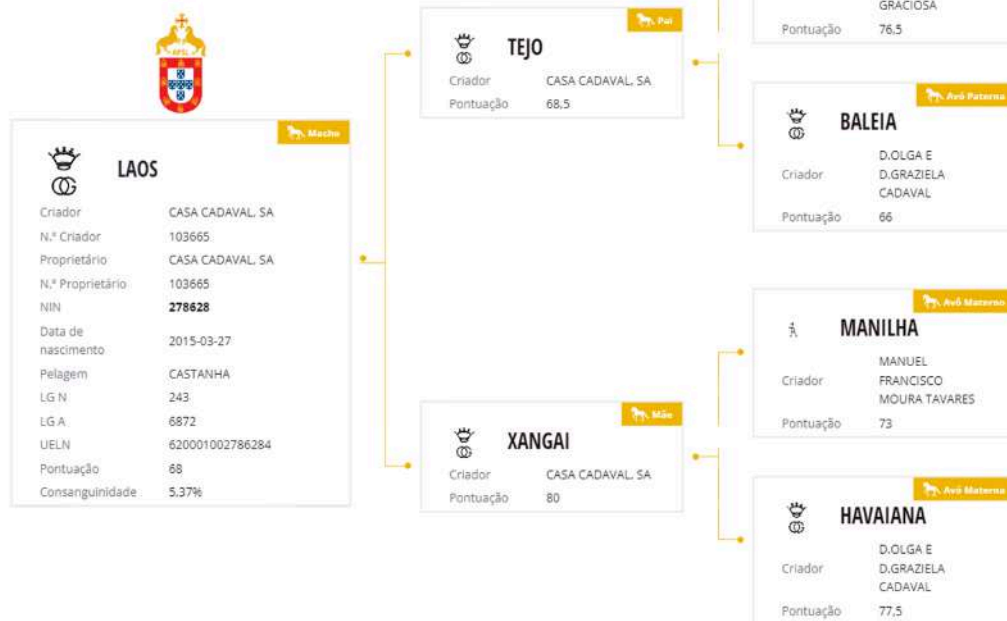 APSL
Macho
LAOS
Criador CASA CADAVAL, SA
N.º Criador 103665
Proprietário CASA CADAVAL, SA
N.º Proprietário 103665
NIN 278628
Data de
nascimento 2015-03-27
Pelagem CASTANHA
LG N 243
LG A 6872
UELN 620001002786284
Pontuação 68
Consanguinidade 5,37%
Pai
TEJO
Criador CASA CADAVAL, SA
Pontuação 68,5
Mãe
XANGAI
Criador CASA CADAVAL, SA
Pontuação 80
GRACIOSA
Pontuação 76,5
Avó Paterna
BALEIA
D.OLGA E
Criador D.GRAZIELA
CADAVAL
Pontuação 66
Avô Materno
MANILHA
MANUEL
Criador FRANCISCO
MOURA TAVARES
Pontuação 73
Avó Materna
HAVAIANA
D.OLGA E
Criador D.GRAZIELA
CADAVAL
Pontuação 77,5